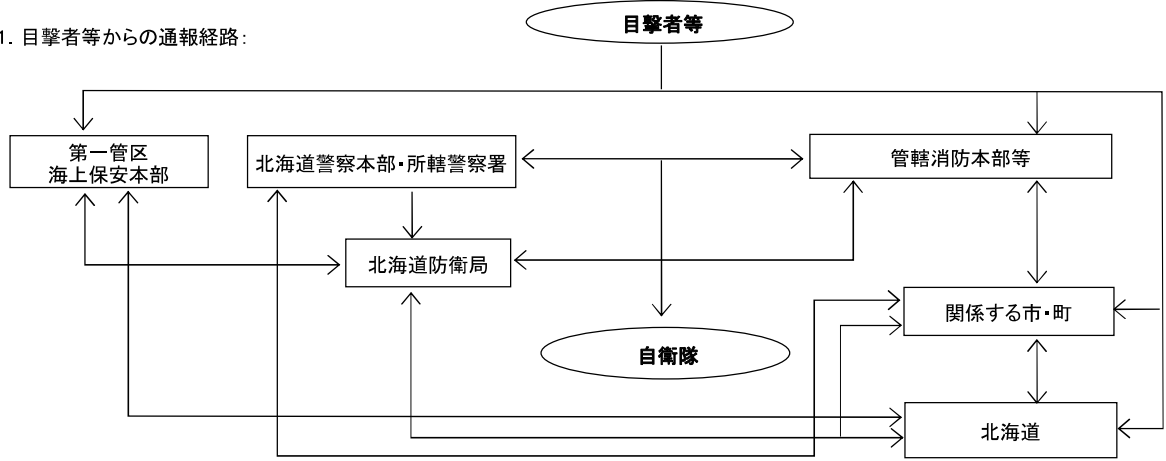 目撃者等
1. 目撃者等からの通報経路:
第一管区
海上保安本部
北海道警察本部・所轄警察署
管轄消防本部等
北海道防衛局
関係する市・町
自衛隊
北海道